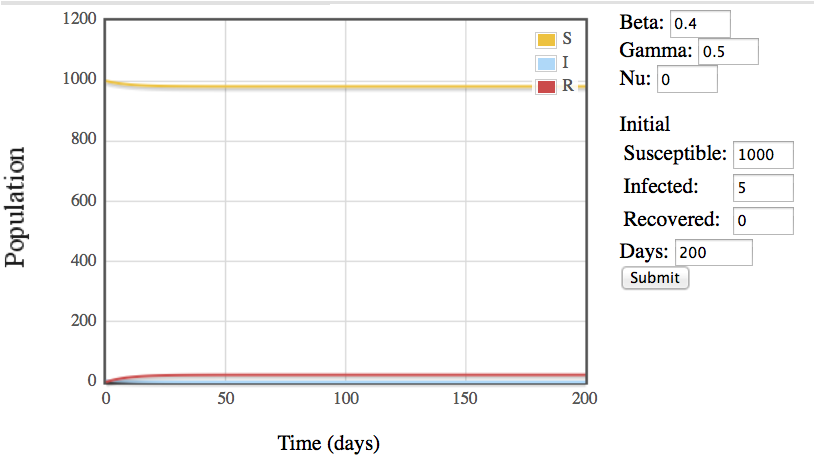 Population
1200
1000
800
600
400
200
0
S
I
R
0 50 100 150 200
Time (days)
Beta: 0.4
Gamma: 0.5
Nu: 0
Initial
Susceptible: 1000
Infected: 5
Recovered: 0
Days: 200
Submit